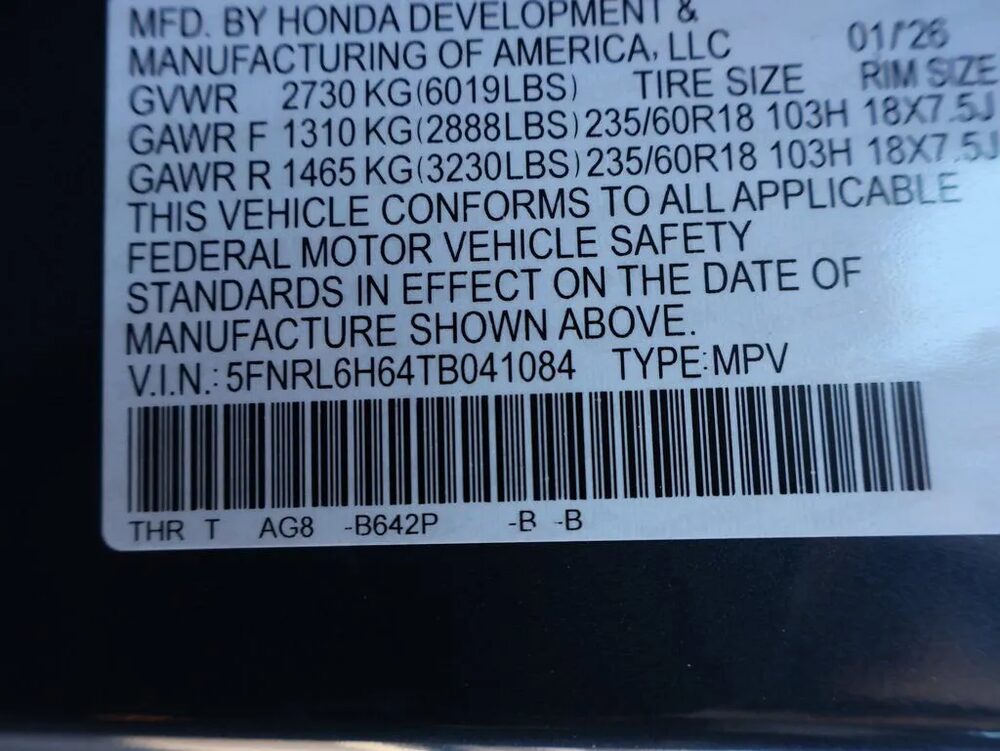 MFD. BY HONDA DEVELOPMENT &
MANUFACTURING OF AMERICA, LLC 01/'26
GVWR 2730 KG(6019LBS) TIRE SIZE RIM SIZE
GAWR F 1310 KG(2888LBS) 235/60R18 103H 18X7.5J
GAWR R 1465 KG(3230LBS) 235/60R18 103H 18X7.5J
THIS VEHICLE CONFORMS TO ALL APPLICABLE
FEDERAL MOTOR VEHICLE SAFETY
STANDARDS IN EFFECT ON THE DATE OF
MANUFACTURE SHOWN ABOVE.
V.I.N.: 5FNRL6H64TB041084 TYPE:MPV
THR T AG8 -B642P -B -B